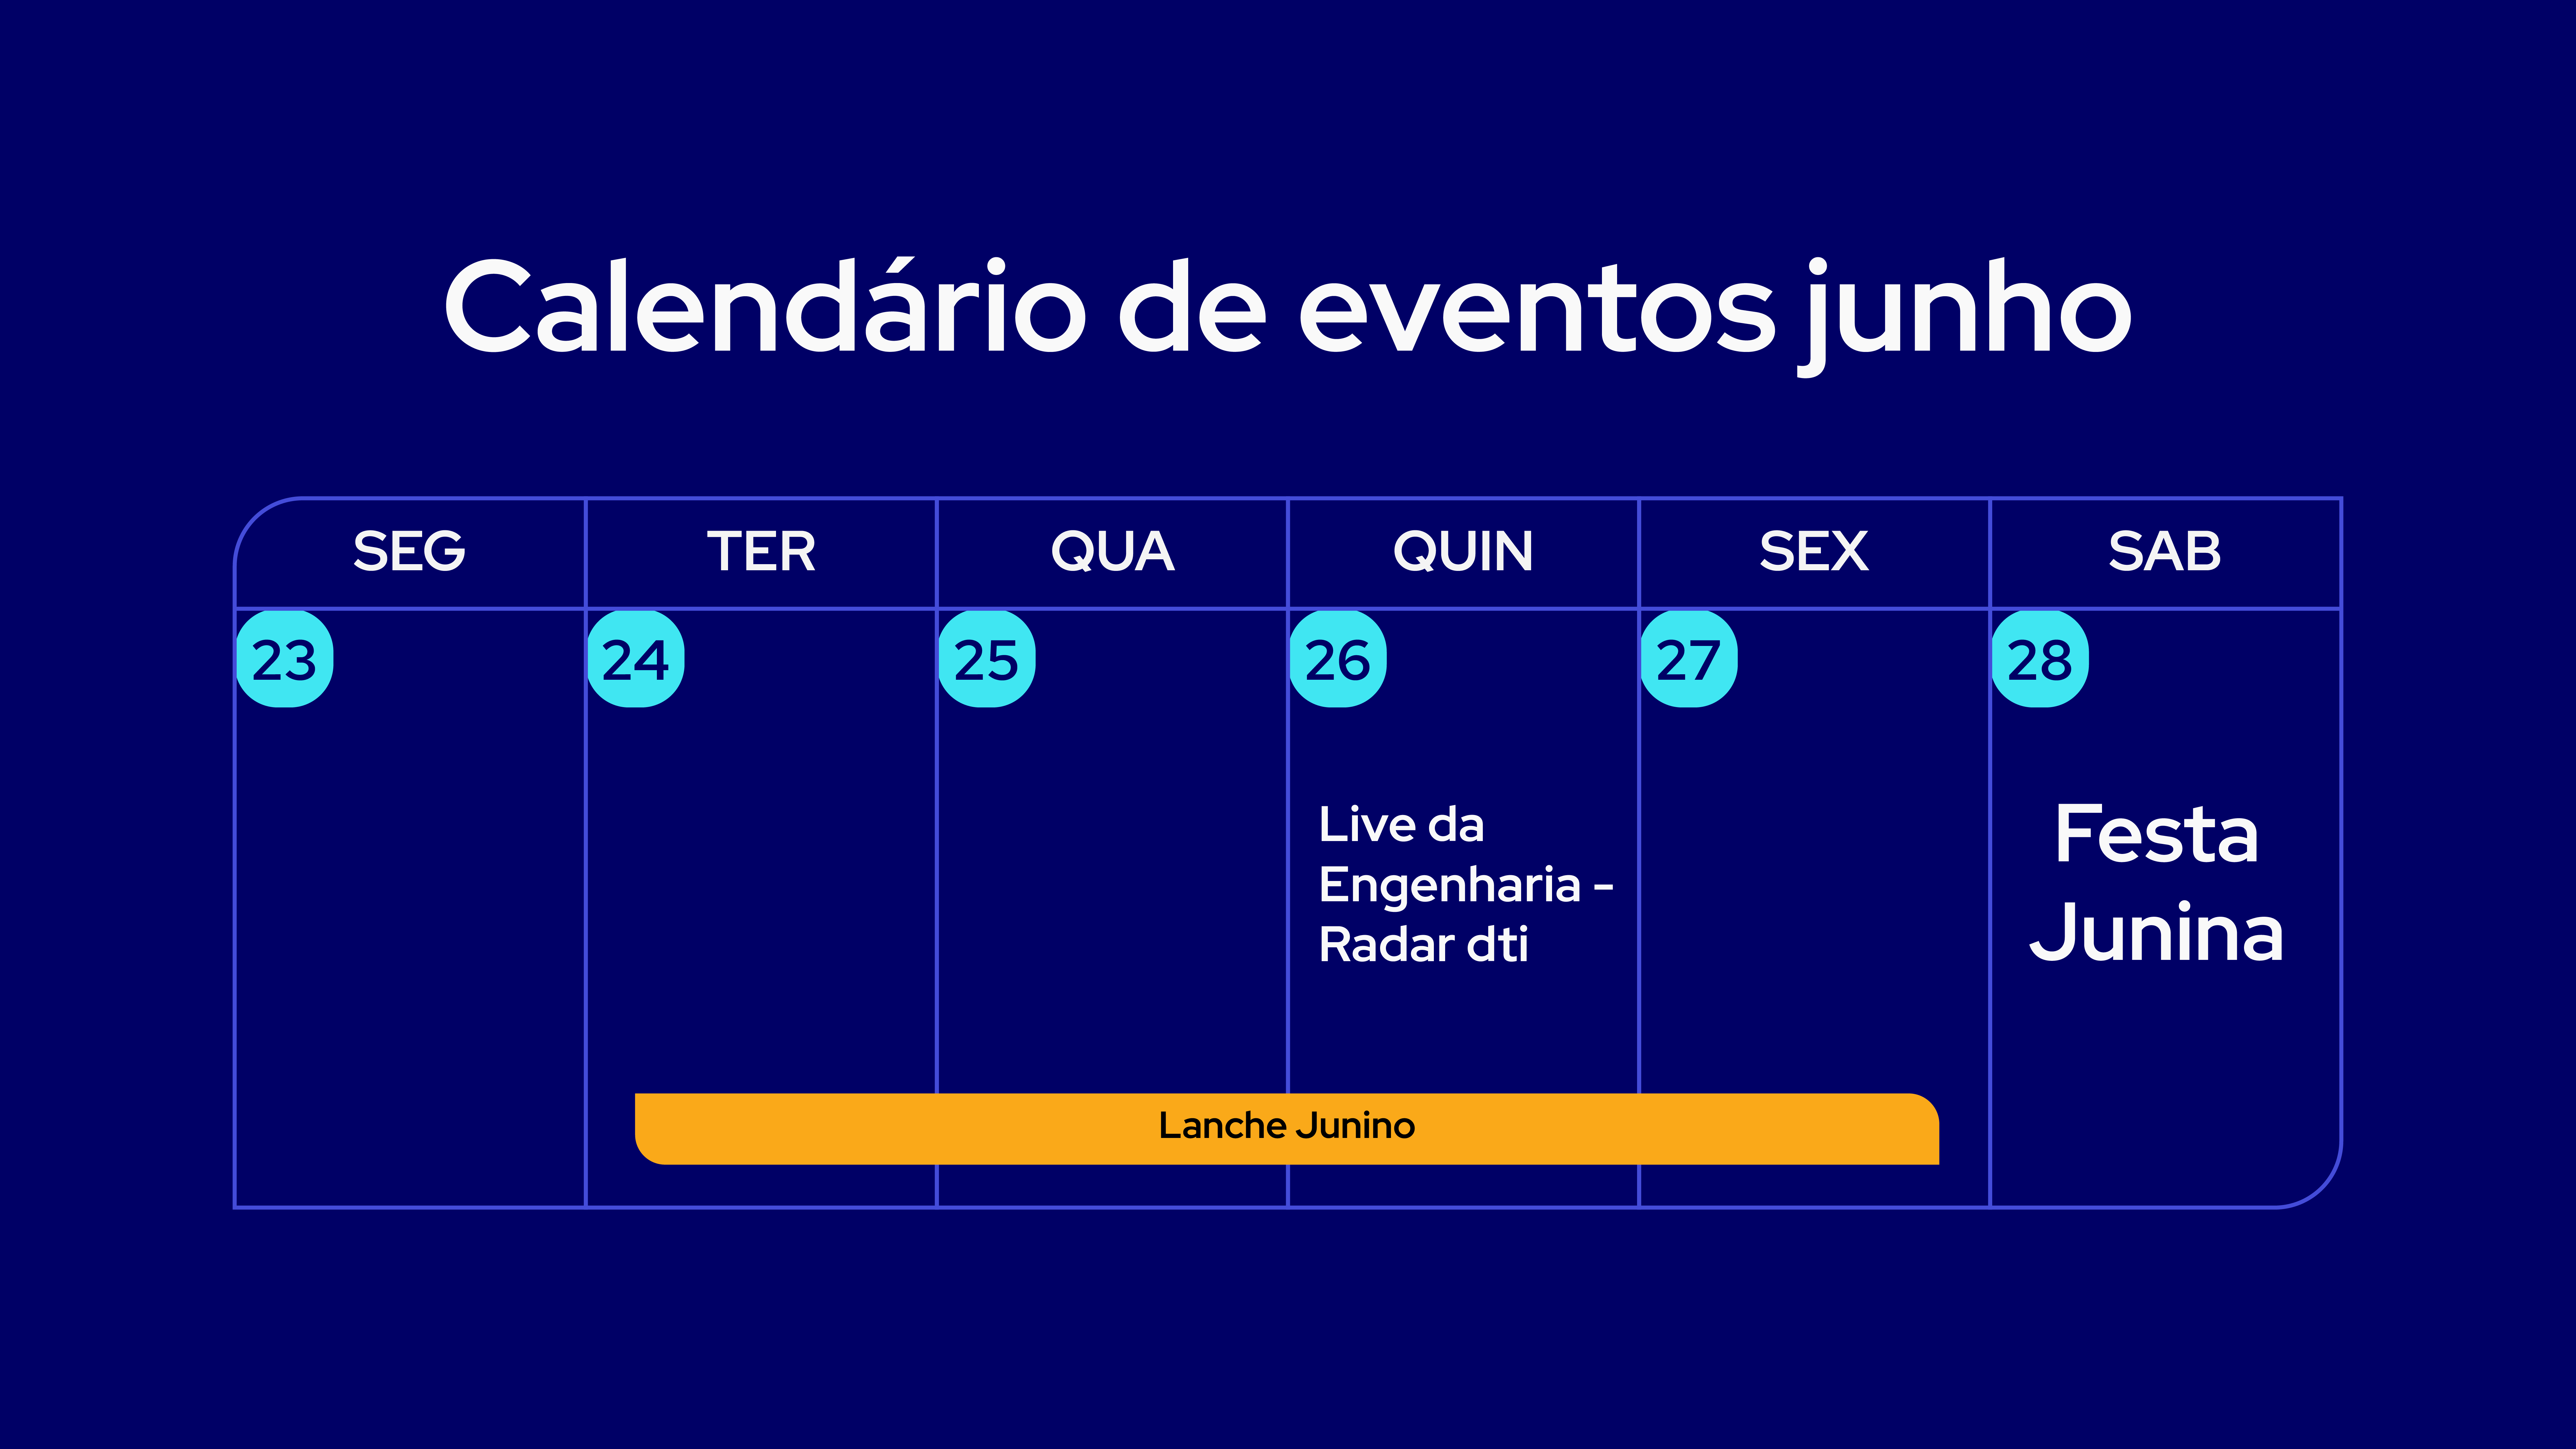 Calendário de eventos junho
SEG TER QUA QUIN SEX SAB
23 24 25 26 27 28
Live da
Engenharia -
Radar dti
Festa
Junina
Lanche Junino